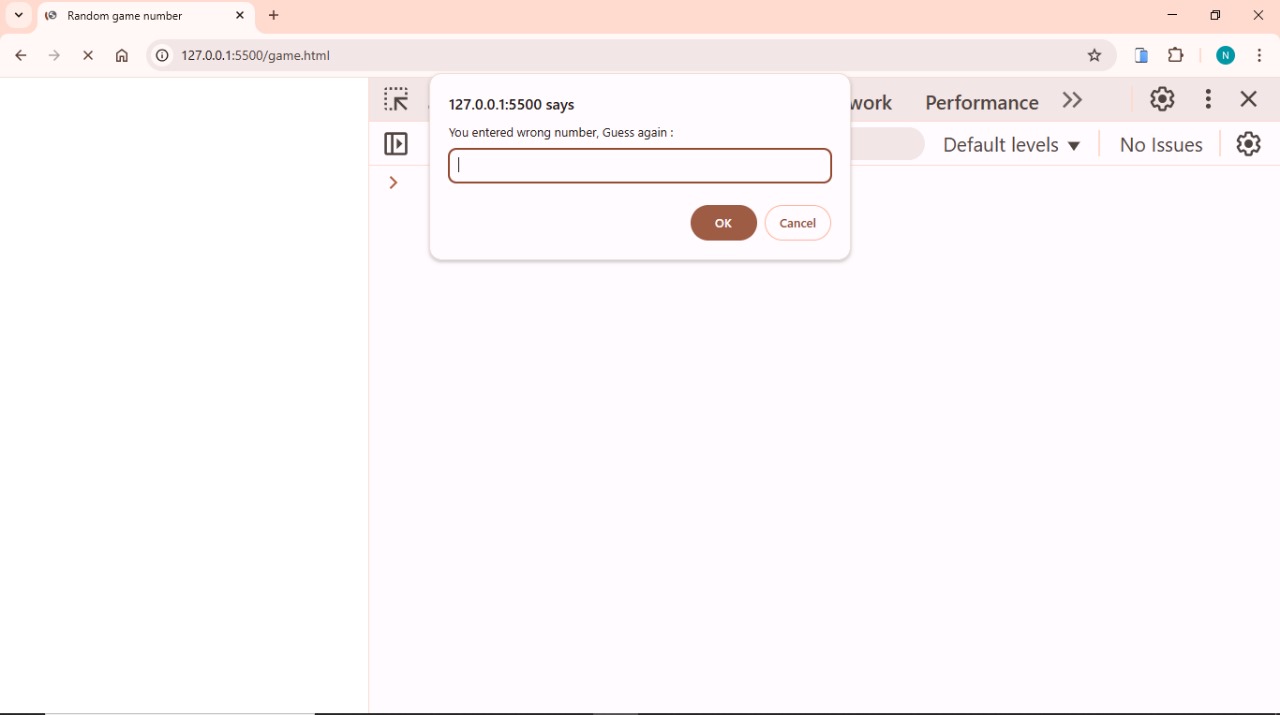 Random game number
127.0.0.1:5500/game.html
N
127.0.0.1:5500 says
You entered wrong number, Guess again :
OK
Cancel
work
Performance
Default levels
No Issues